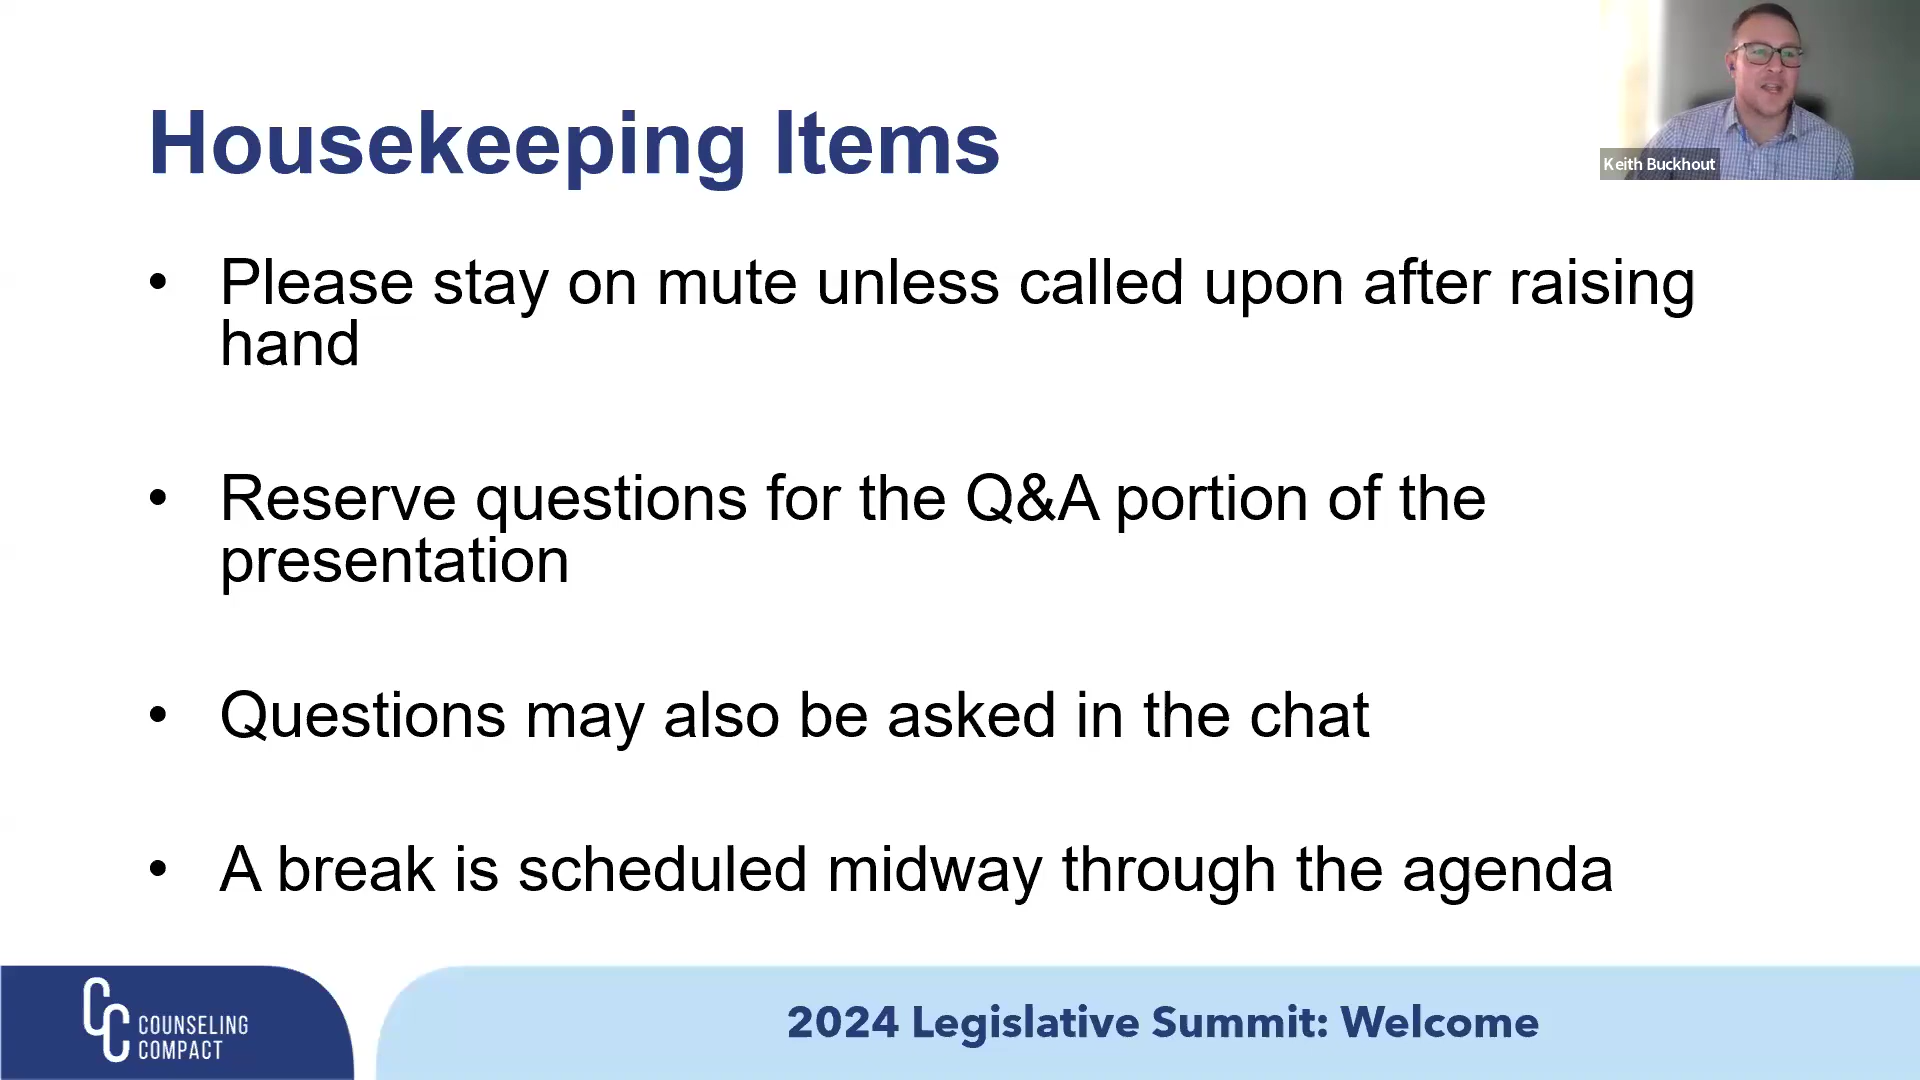 Housekeeping Items
Keith Buckhout
• Please stay on mute unless called upon after raising
hand
• Reserve questions for the Q&A portion of the
presentation
• Questions may also be asked in the chat
• A break is scheduled midway through the agenda
CC COUNSELING
COMPACT
2024 Legislative Summit: Welcome